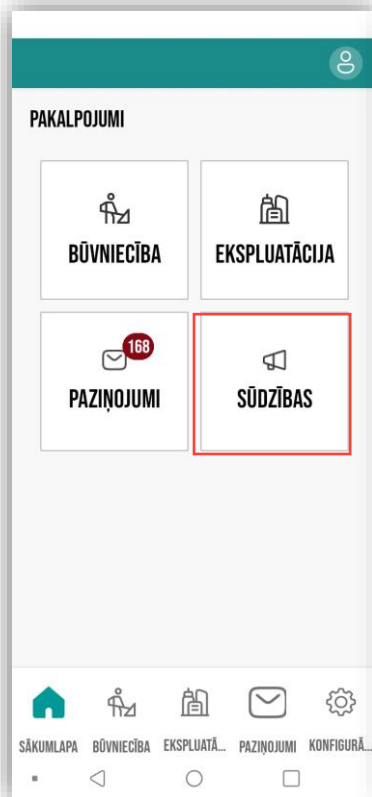 PAKALPOJUMI
BŪVNIECĪBA
EKSPLUATĀCIJA
168
PAZIŅOJUMI
SŪDZĪBAS
SĀKUMLAPA BŪVNIECĪBA EKSPLUATĀ... PAZIŅOJUMI KONFIGURĀ...